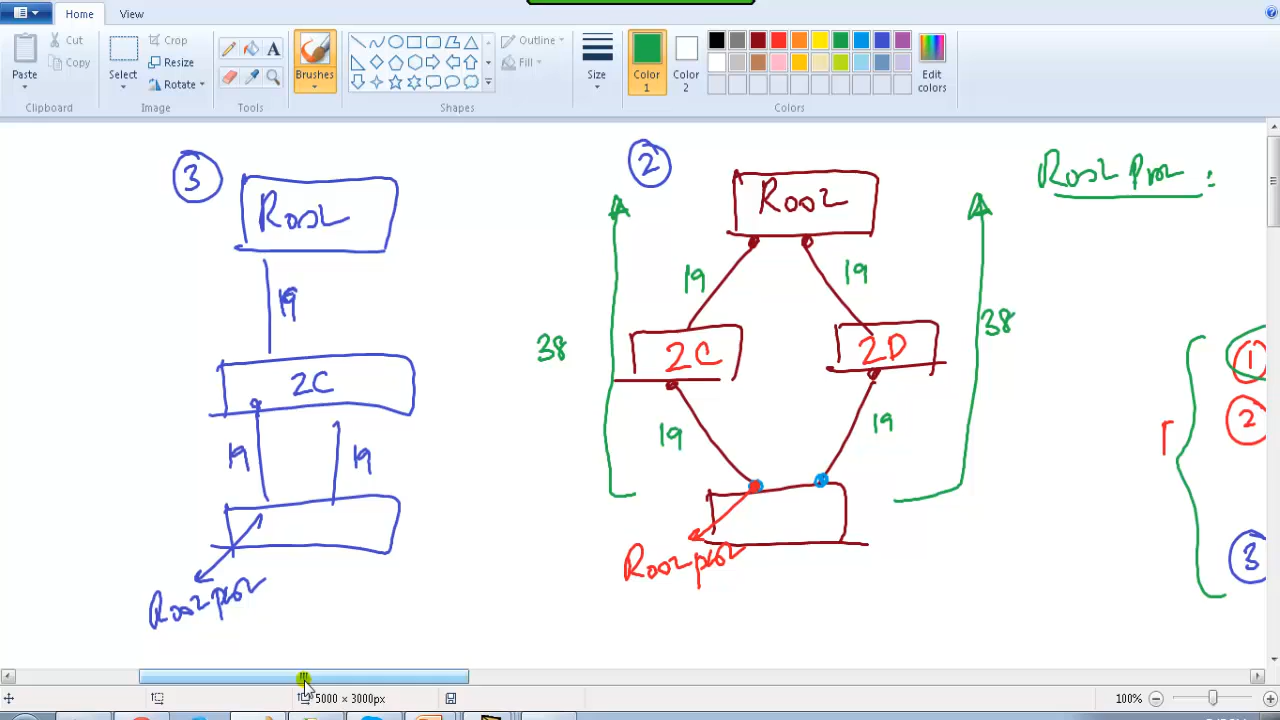 Home
View
Paste
Cut
Copy
Clipboard
Select
Crop
Resize
Rotate
Image
Tools
Brushes
Shapes
Outline
Fill
Size
Color 1
Color 2
Edit colors
Colors
3
Root
19
2C
19
19
Root port
2
Root
19
19
38
2C
2D
38
19
19
Root port
Root Port :
1
2
3
5000 × 3000px
100%